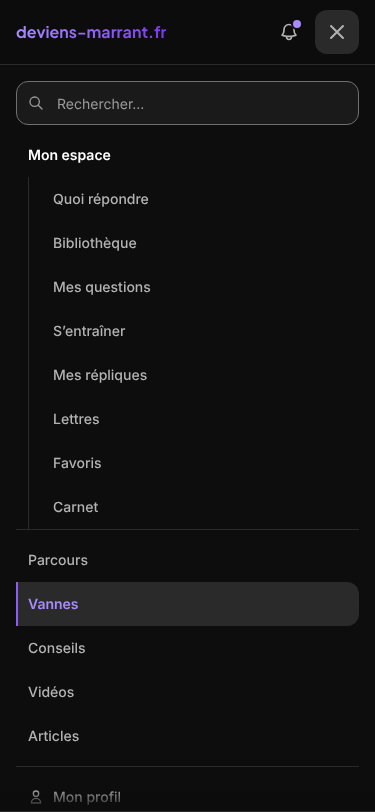 deviens-marrant.fr
Rechercher...
Mon espace
Quoi répondre
Bibliothèque
Mes questions
S’entraîner
Mes répliques
Lettres
Favoris
Carnet
Parcours
Vannes
Conseils
Vidéos
Articles
Mon profil